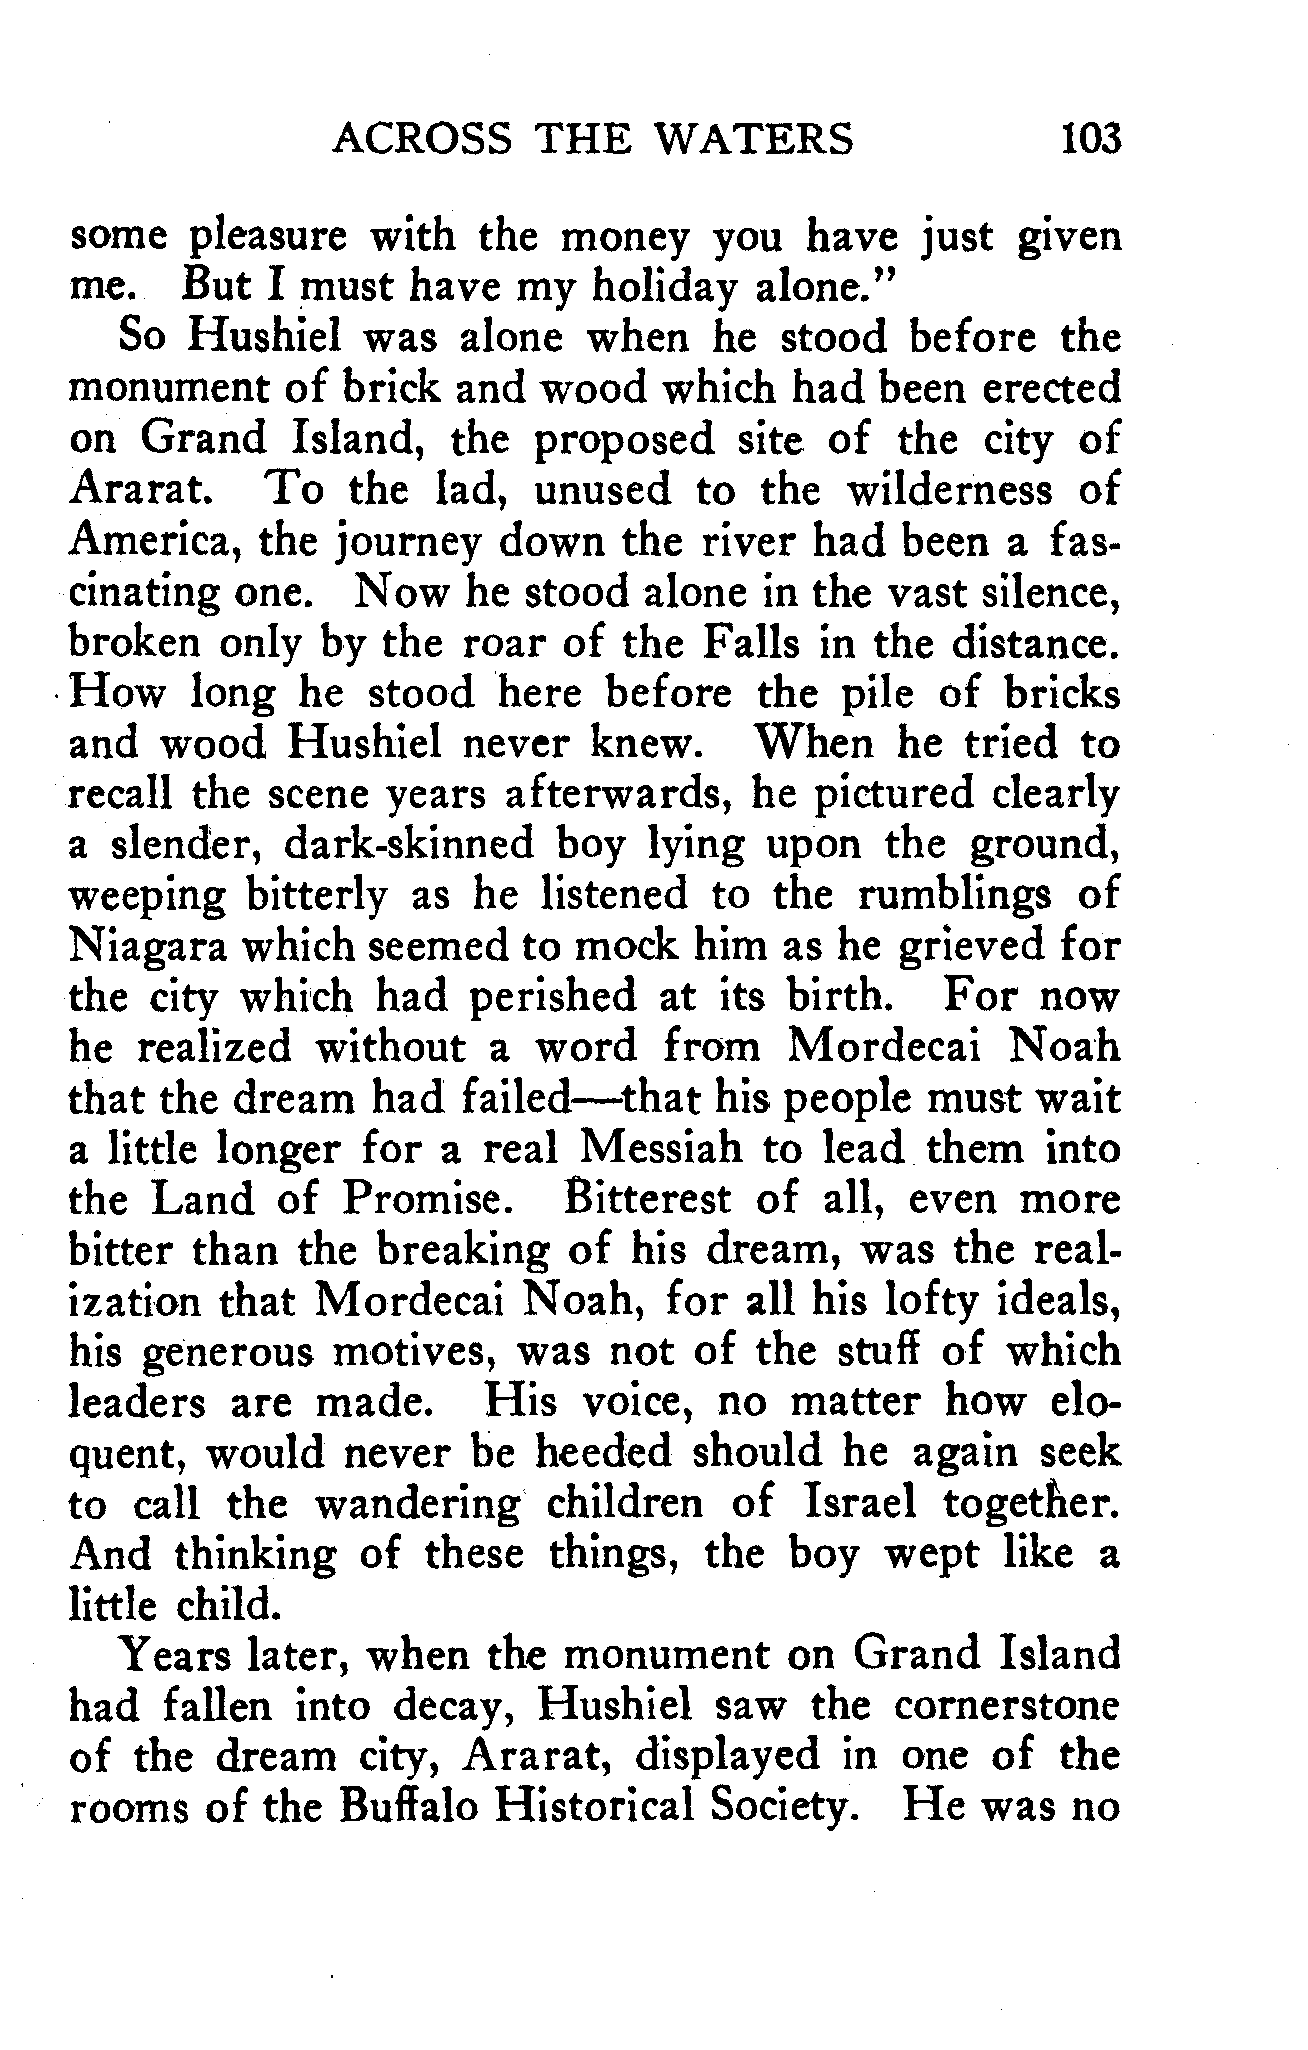 ACROSS THE WATERS 103
some pleasure with the money you have just given
me. But I must have my holiday alone."
So Hushiel was alone when he stood before the
monument of brick and wood which had been erected
on Grand Island, the proposed site of the city of
Ararat. To the lad, unused to the wilderness of
America, the journey down the river had been a fas-
cinating one. Now he stood alone in the vast silence,
broken only by the roar of the Falls in the distance.
How long he stood here before the pile of bricks
and wood Hushiel never knew. When he tried to
recall the scene years afterwards, he pictured clearly
a slender, dark-skinned boy lying upon the ground,
weeping bitterly as he listened to the rumblings of
Niagara which seemed to mock him as he grieved for
the city which had perished at its birth. For now
he realized without a word from Mordecai Noah
that the dream had failed—that his people must wait
a little longer for a real Messiah to lead them into
the Land of Promise. Bitterest of all, even more
bitter than the breaking of his dream, was the real-
ization that Mordecai Noah, for all his lofty ideals,
his generous motives, was not of the stuff of which
leaders are made. His voice, no matter how elo-
quent, would never be heeded should he again seek
to call the wandering children of Israel together.
And thinking of these things, the boy wept like a
little child.
Years later, when the monument on Grand Island
had fallen into decay, Hushiel saw the cornerstone
of the dream city, Ararat, displayed in one of the
rooms of the Buffalo Historical Society. He was no